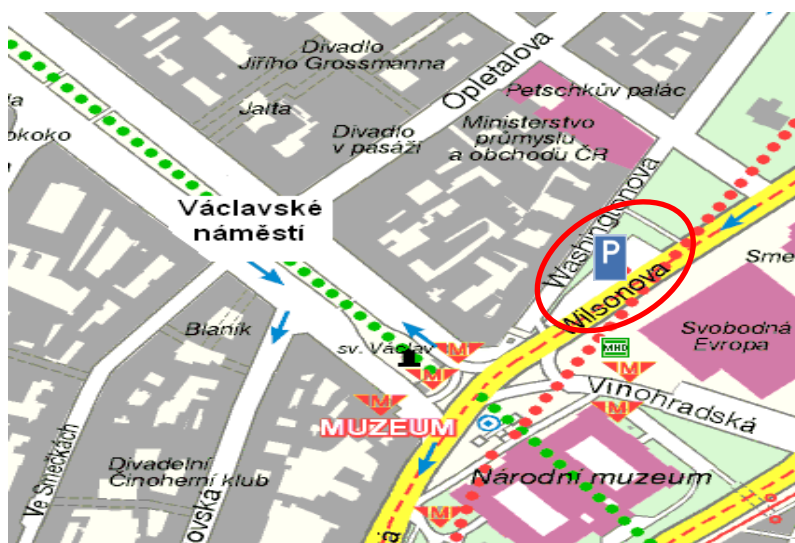 Divadlo
Jiřího Grossmanna
Opletalova
Petschkův palác
Jalta
Divadlo
v pasáži
Ministerstvo
průmyslu
a obchodu ČR
okoko
Václavské
náměstí
Washingtonova
P
Wilsonova
Sme
Svobodná
Evropa
Blaník
sv. Václav
M
M
MHD
M
M
M
Vinohradská
MUZEUM
Ve Smečkách
Divadelní
Činoherní klub
ovská
Národní muzeum
M
á